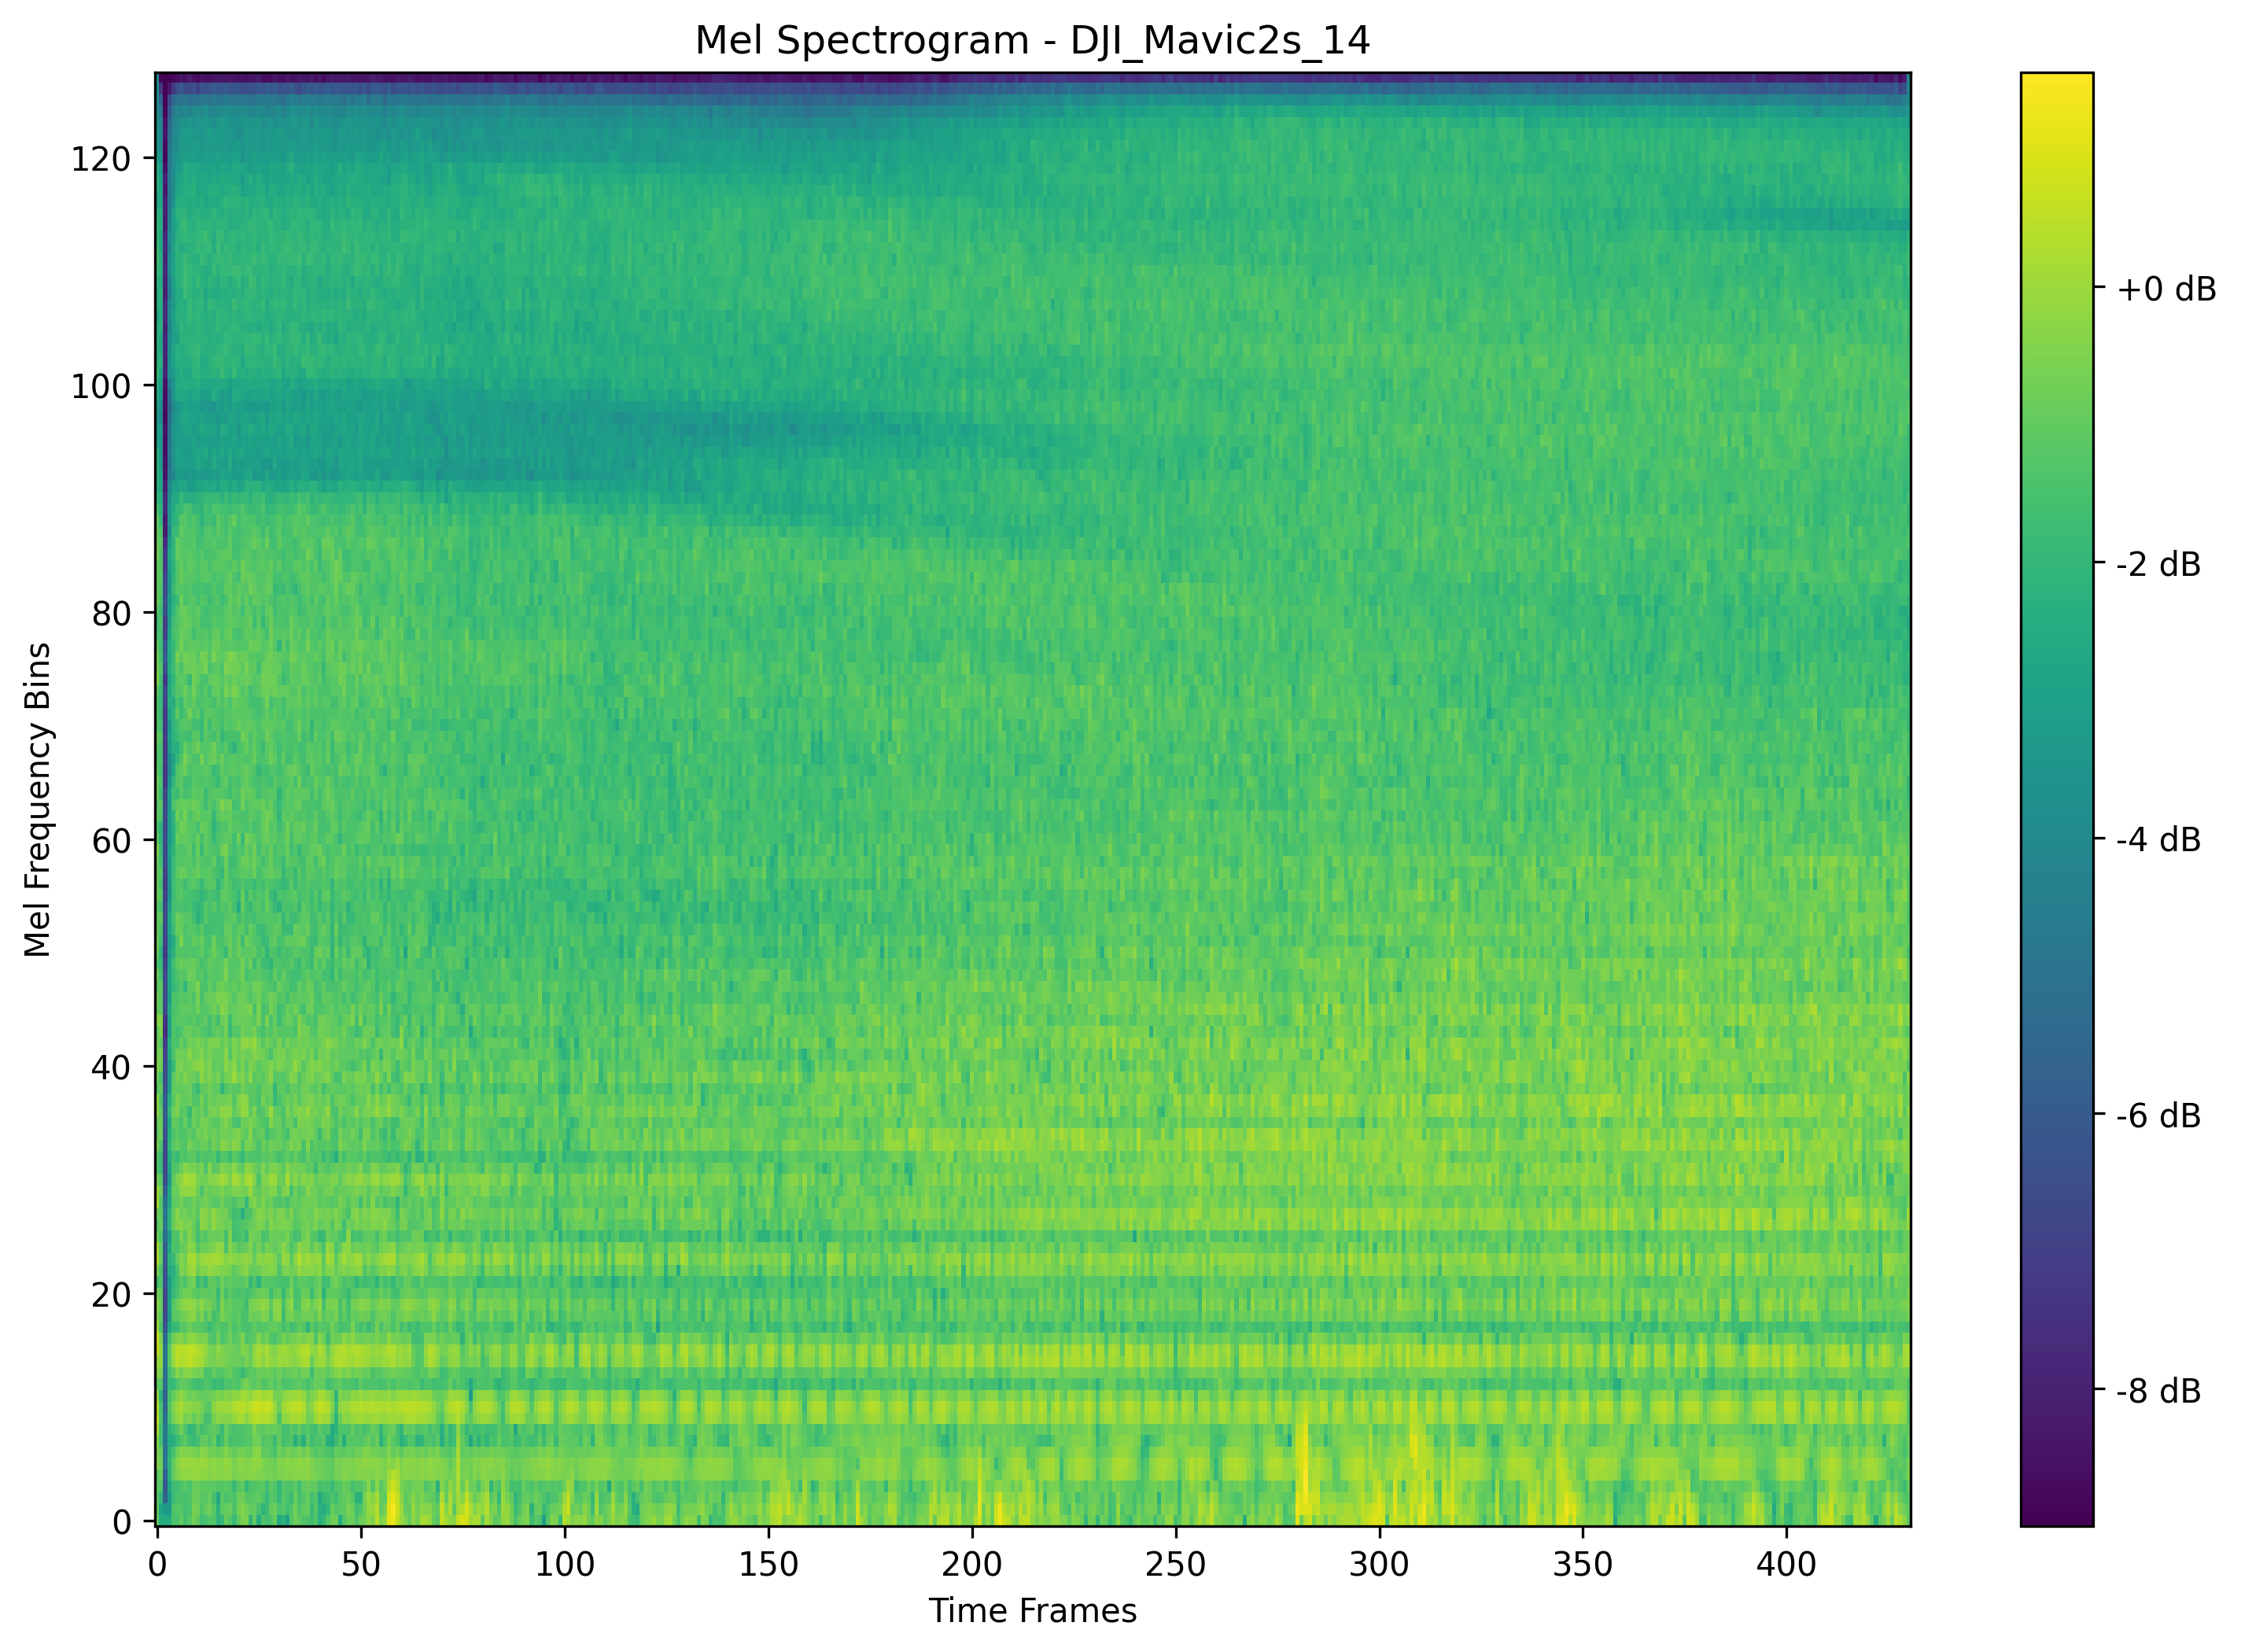 Mel Spectrogram - DJI_Mavic2s_14
Mel Frequency Bins
120
100
80
60
40
20
0
0 50 100 150 200 250 300 350 400
Time Frames
+0 dB
-2 dB
-4 dB
-6 dB
-8 dB